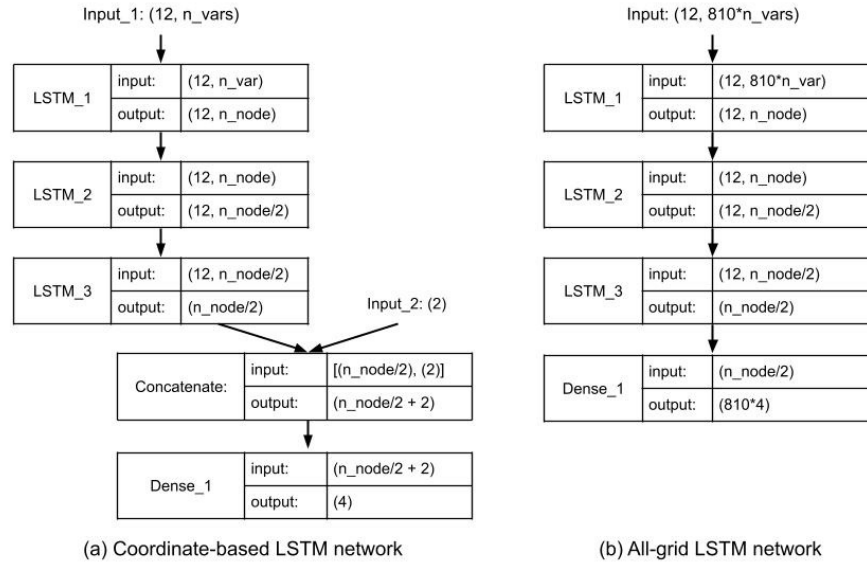 Input_1: (12, n_vars)
LSTM_1
input: (12, n_var)
output: (12, n_node)
LSTM_2
input: (12, n_node)
output: (12, n_node/2)
LSTM_3
input: (12, n_node/2)
output: (n_node/2)
Input_2: (2)
Concatenate:
input: [(n_node/2), (2)]
output: (n_node/2 + 2)
Dense_1
input: (n_node/2 + 2)
output: (4)
(a) Coordinate-based LSTM network
Input: (12, 810*n_vars)
LSTM_1
input: (12, 810*n_var)
output: (12, n_node)
LSTM_2
input: (12, n_node)
output: (12, n_node/2)
LSTM_3
input: (12, n_node/2)
output: (n_node/2)
Dense_1
input: (n_node/2)
output: (810*4)
(b) All-grid LSTM network